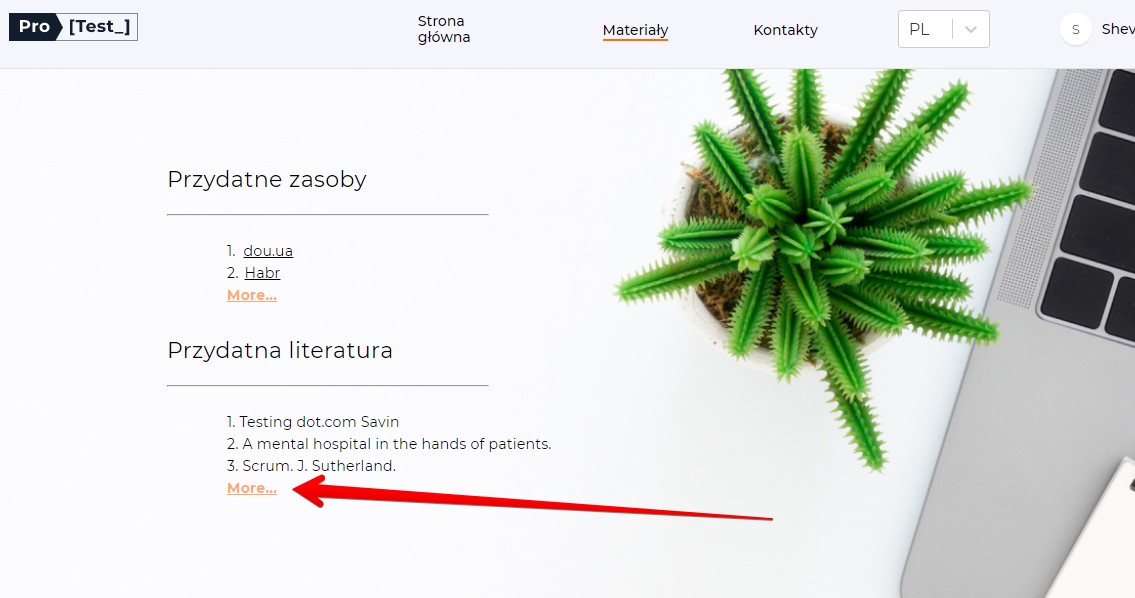 Pro [Test_]
Strona
główna
Materiały
Kontakty
PL
S
Shev
Przydatne zasoby
1. dou.ua
2. Habr
More...
Przydatna literatura
1. Testing dot.com Savin
2. A mental hospital in the hands of patients.
3. Scrum. J. Sutherland.
More...